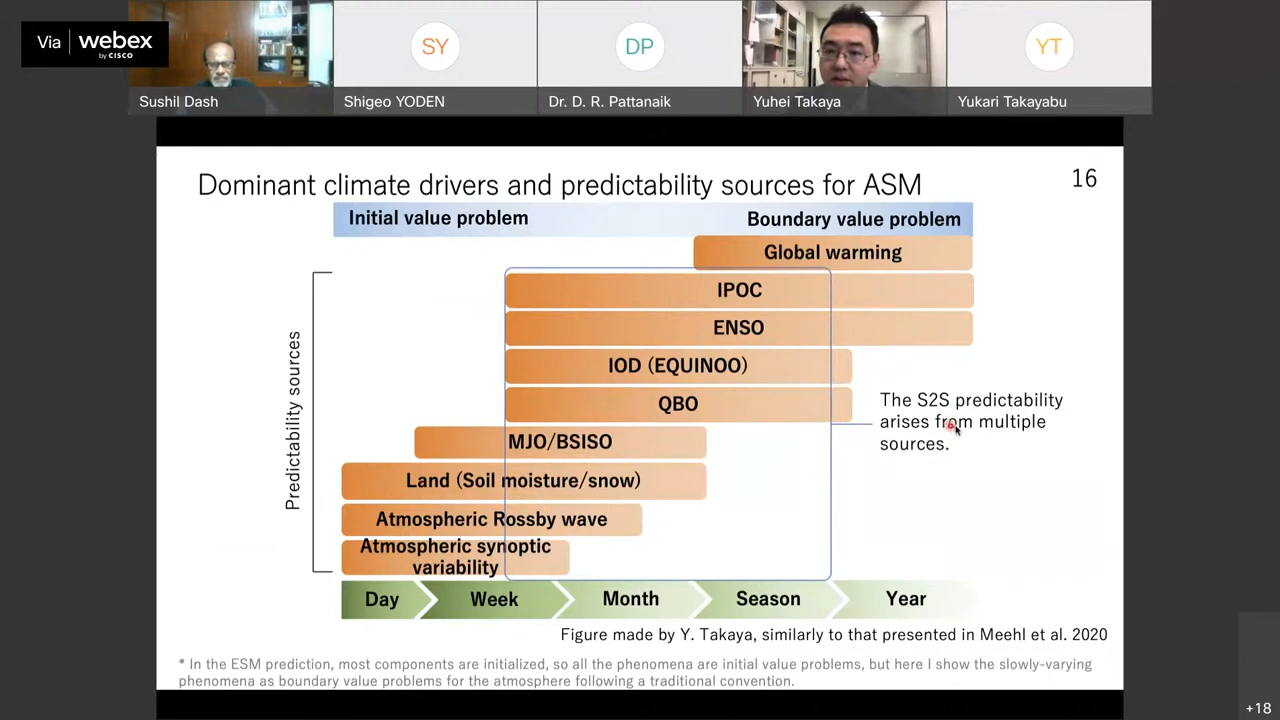 Via webex
by CISCO
SY
DP
YT
Sushil Dash
Shigeo YODEN
Dr. D. R. Pattanaik
Yuhei Takaya
Yukari Takayabu
Dominant climate drivers and predictability sources for ASM
16
Initial value problem
Boundary value problem
Global warming
IPOC
ENSO
IOD (EQUINOO)
QBO
MJO/BSISO
Land (Soil moisture/snow)
Atmospheric Rossby wave
Atmospheric synoptic
variability
Predictability sources
The S2S predictability
arises from multiple
sources.
Day
Week
Month
Season
Year
Figure made by Y. Takaya, similarly to that presented in Meehl et al. 2020
* In the ESM prediction, most components are initialized, so all the phenomena are initial value problems, but here I show the slowly-varying
phenomena as boundary value problems for the atmosphere following a traditional convention.
+18